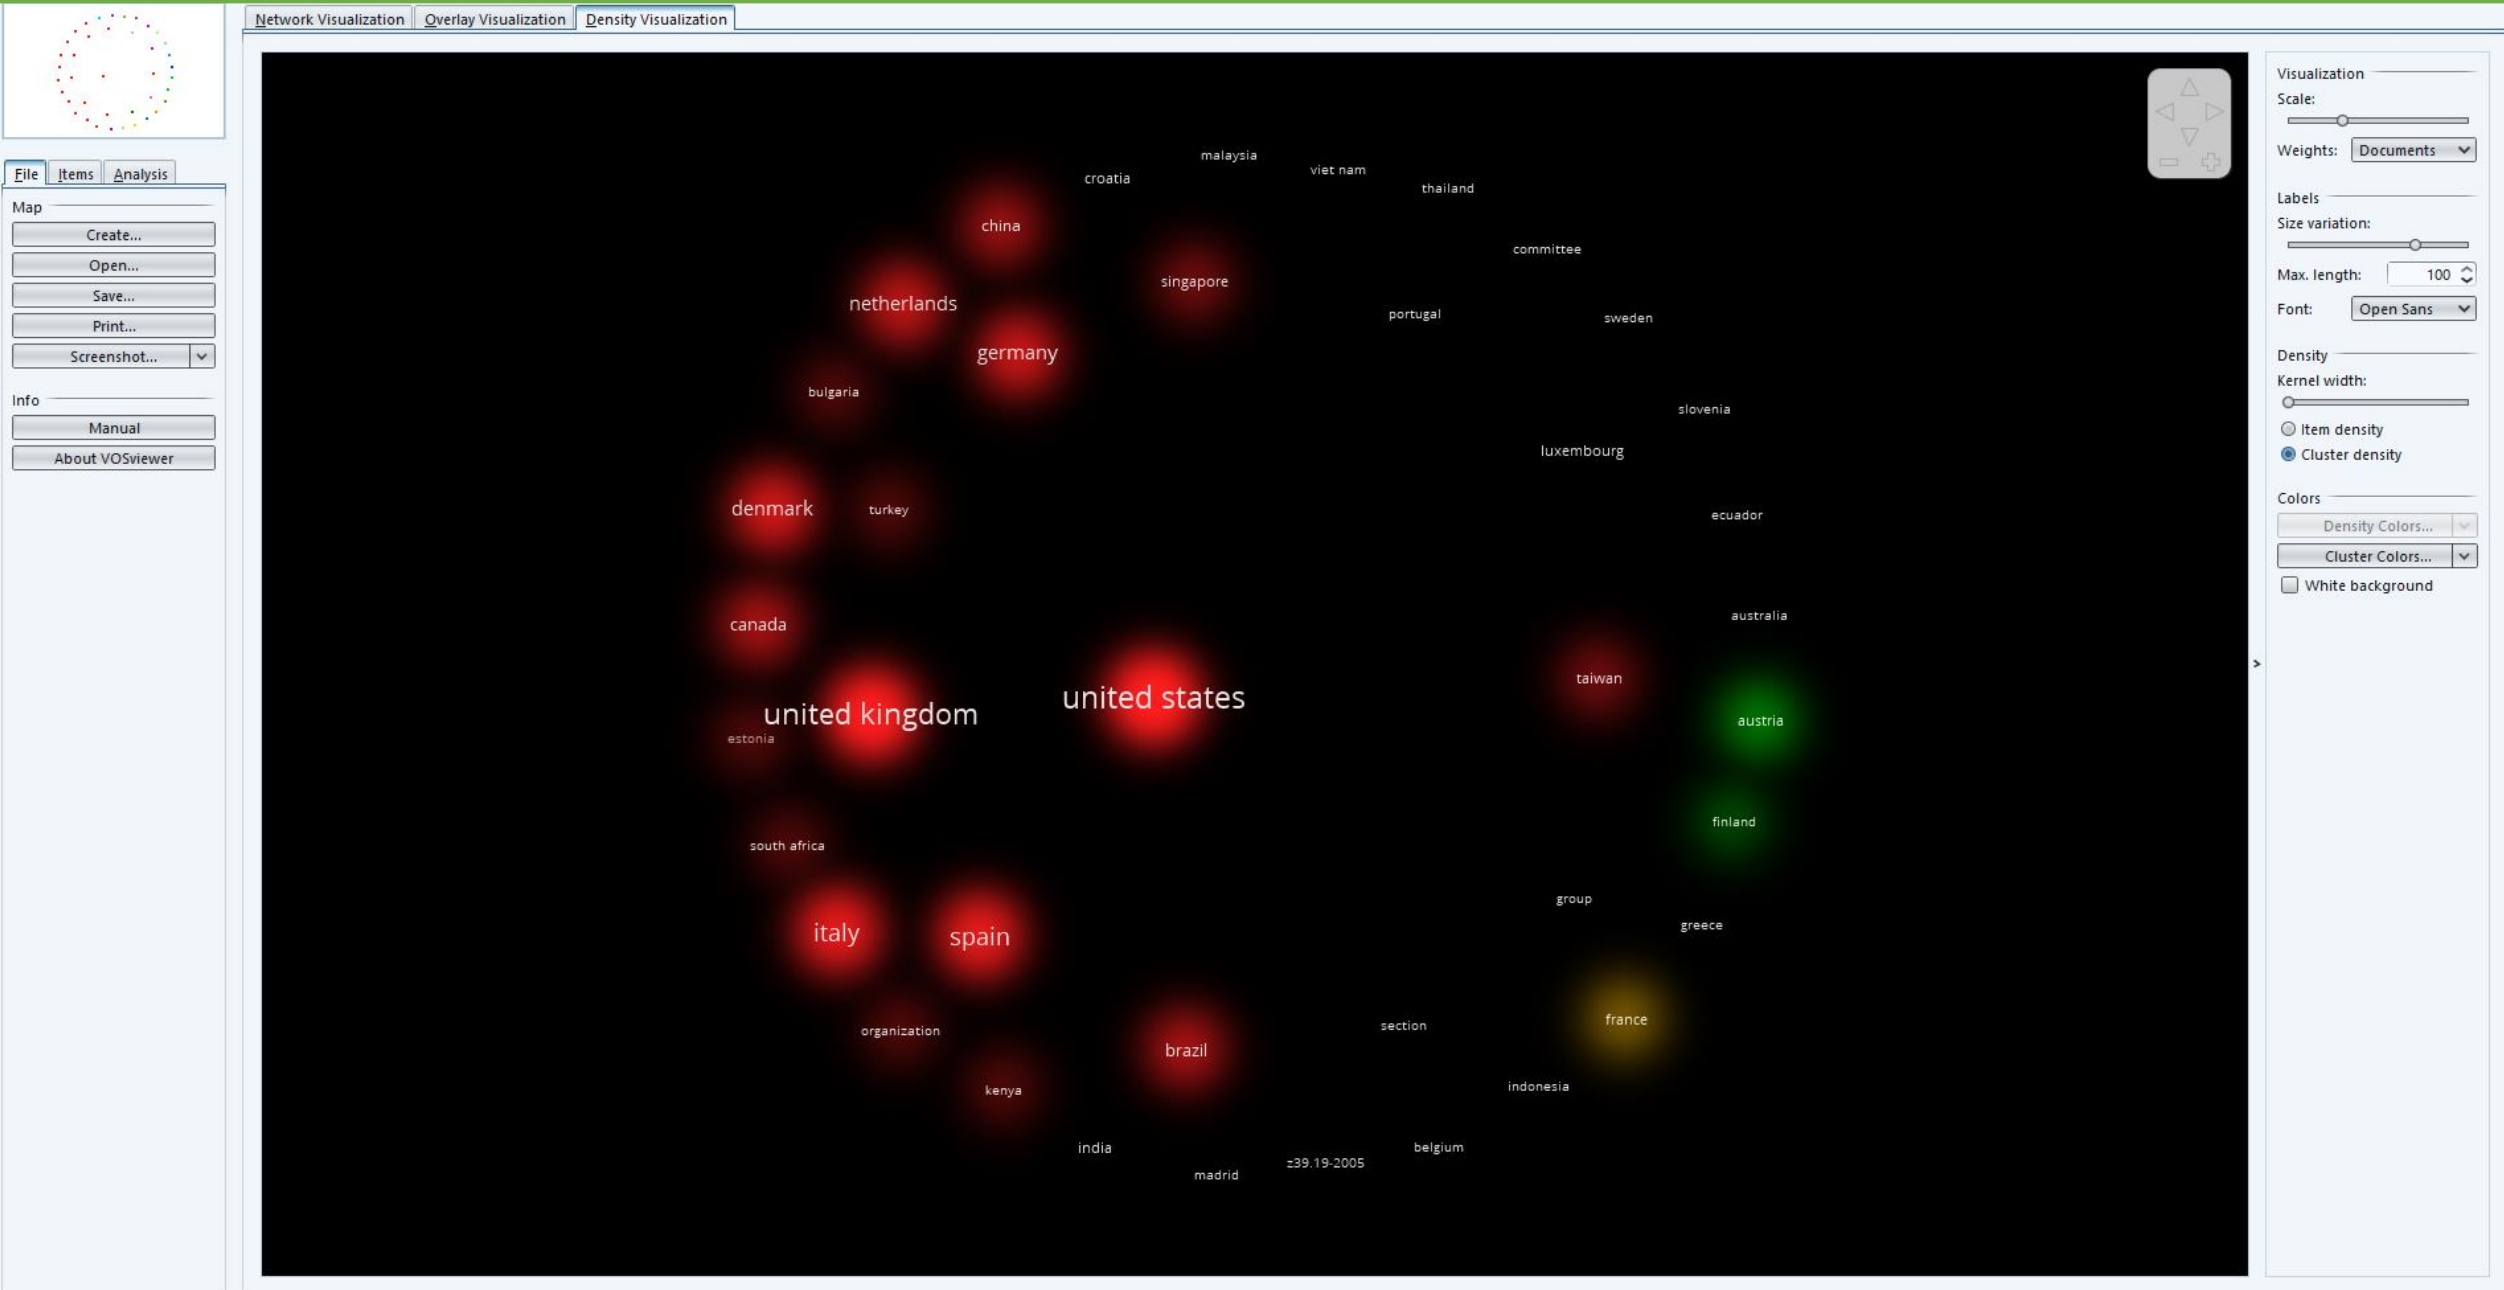 Network Visualization
Overlay Visualization
Density Visualization
File
Items
Analysis
Map
Create...
Open...
Save...
Print...
Screenshot...
Info
Manual
About VOSviewer
malaysia
viet nam
croatia
thailand
china
committee
singapore
netherlands
portugal
sweden
germany
bulgaria
slovenia
luxembourg
denmark
turkey
ecuador
australia
canada
taiwan
united states
united kingdom
austria
estonia
finland
south africa
group
greece
italy
spain
france
section
organization
brazil
indonesia
kenya
india
belgium
z39.19-2005
madrid
Visualization
Scale:
Weights: Documents
Labels
Size variation:
Max. length: 100
Font: Open Sans
>
Density
Kernel width:
Item density
Cluster density
Colors
Density Colors...
Cluster Colors...
White background